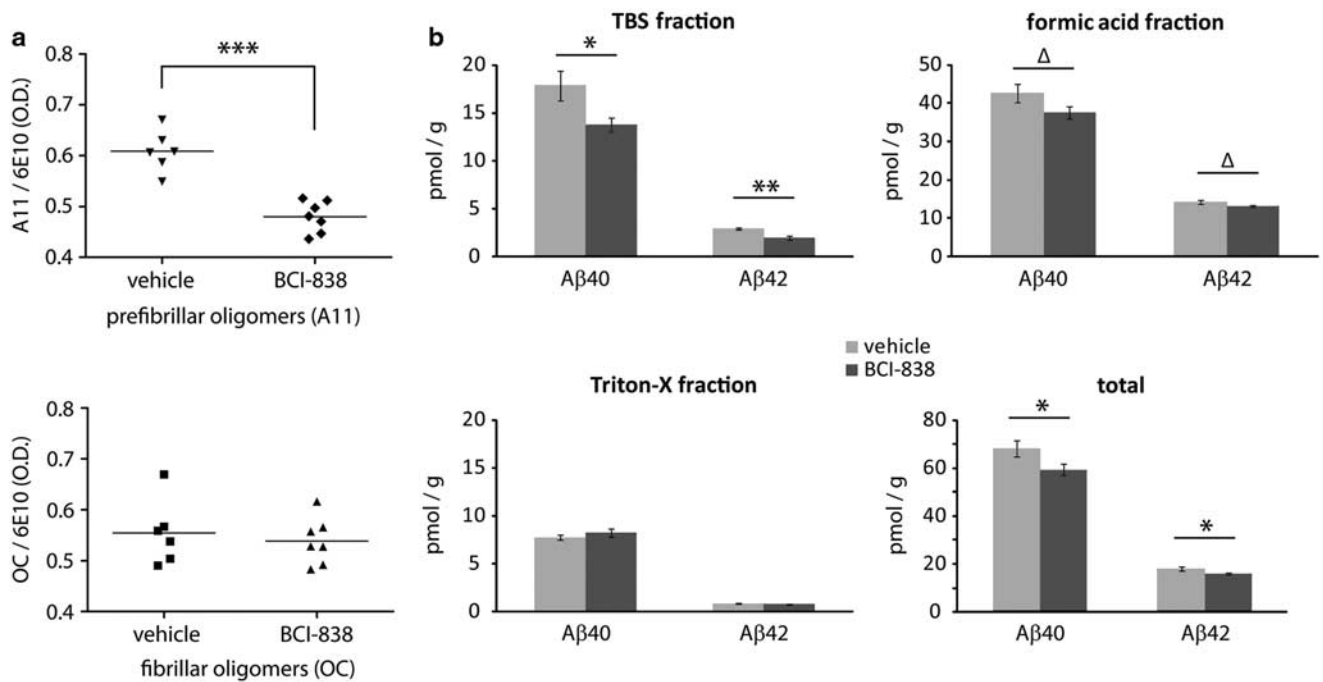 a
A11 / 6E10 (O.D.)
0.8
0.7
0.6
0.5
0.4
***
vehicle BCI-838
prefibrillar oligomers (A11)
OC / 6E10 (O.D.)
0.8
0.7
0.6
0.5
0.4
vehicle BCI-838
fibrillar oligomers (OC)
b
TBS fraction
pmol / g
20
15
10
5
0
*
**
Aβ40 Aβ42
formic acid fraction
pmol / g
50
40
30
20
10
0
Δ
Δ
Aβ40 Aβ42
vehicle
BCI-838
Triton-X fraction
pmol / g
20
15
10
5
0
Aβ40 Aβ42
total
pmol / g
80
60
40
20
0
*
*
Aβ40 Aβ42